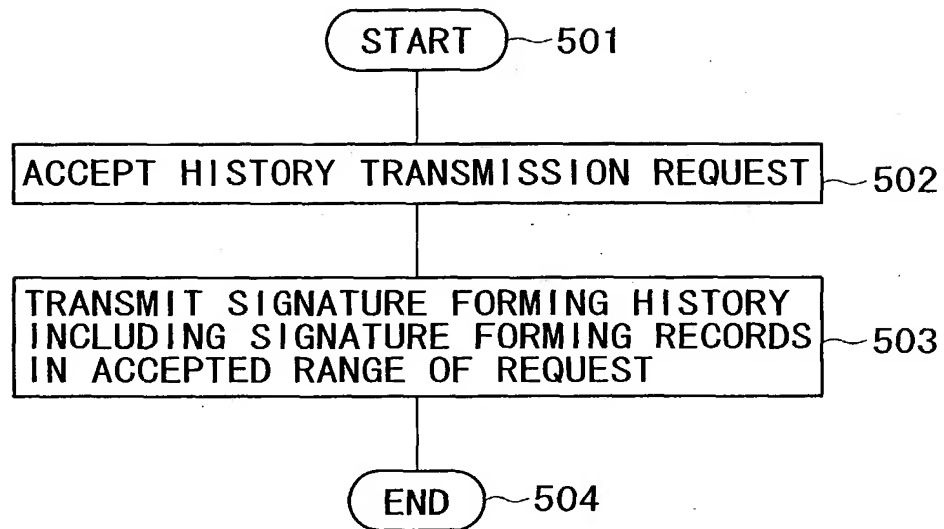 START 501
ACCEPT HISTORY TRANSMISSION REQUEST 502
TRANSMIT SIGNATURE FORMING HISTORY
INCLUDING SIGNATURE FORMING RECORDS 503
IN ACCEPTED RANGE OF REQUEST
END 504